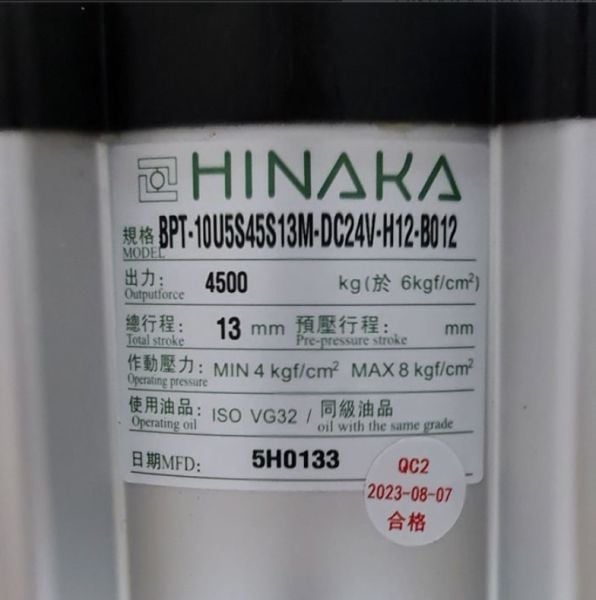 HINAKA
規格 MODEL BPT-10U5S45S13M-DC24V-H12-B012
出力: Outputforce 4500 kg(於 6kgf/cm²)
總行程: Total stroke 13 mm 預壓行程: Pre-pressure stroke mm
作動壓力: Operating pressure MIN 4 kgf/cm² MAX 8 kgf/cm²
使用油品: Operating oil ISO VG32 / 同級油品 oil with the same grade
日期MFD: 5H0133
QC2
2023-08-07
合格